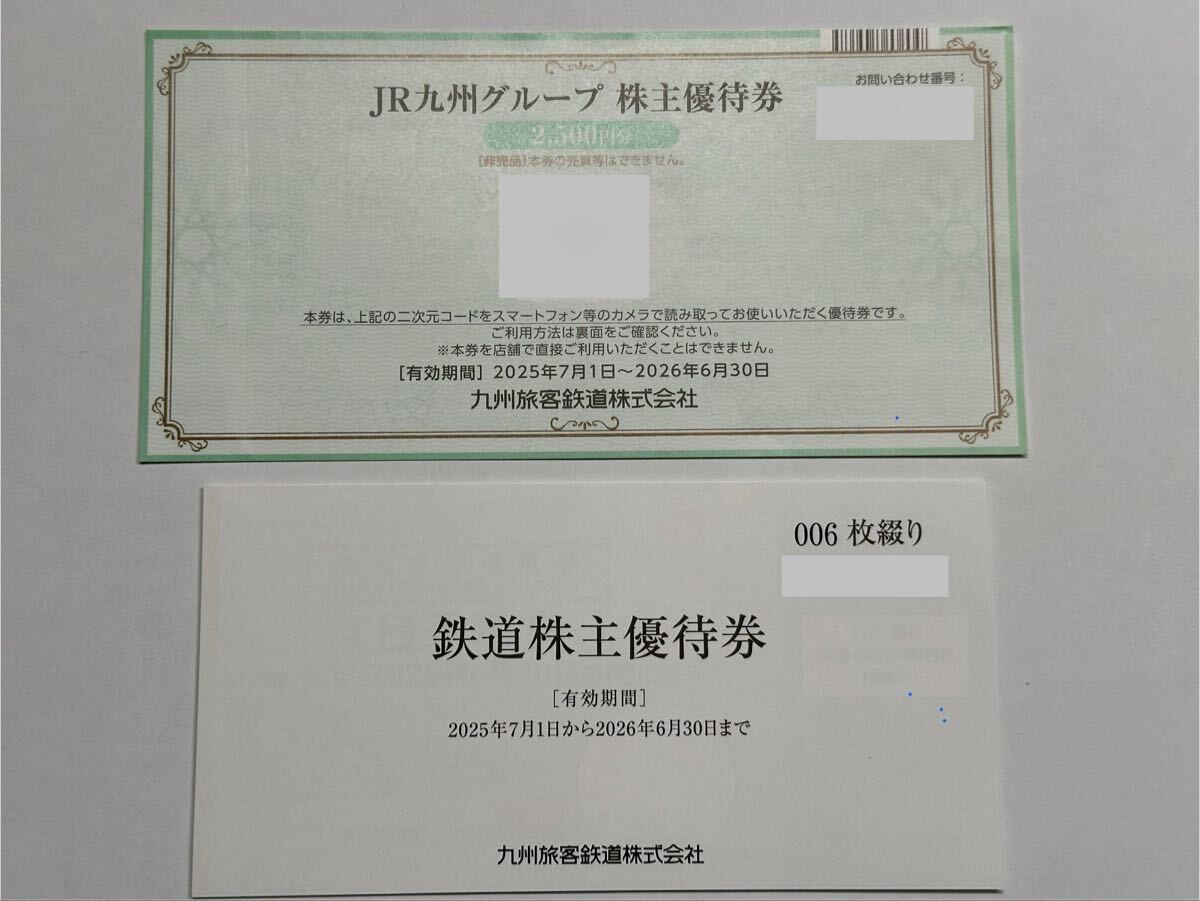 お問い合わせ番号：
JR九州グループ 株主優待券
2,500円分
［非売品］本券の売買等はできません。
本券は、上記の二次元コードをスマートフォン等のカメラで読み取ってお使いいただく優待券です。
ご利用方法は裏面をご確認ください。
※本券を店舗で直接ご利用いただくことはできません。
［有効期間］ 2025年7月1日～2026年6月30日
九州旅客鉄道株式会社
006 枚綴り
鉄道株主優待券
［有効期間］
2025年7月1日から2026年6月30日まで
九州旅客鉄道株式会社